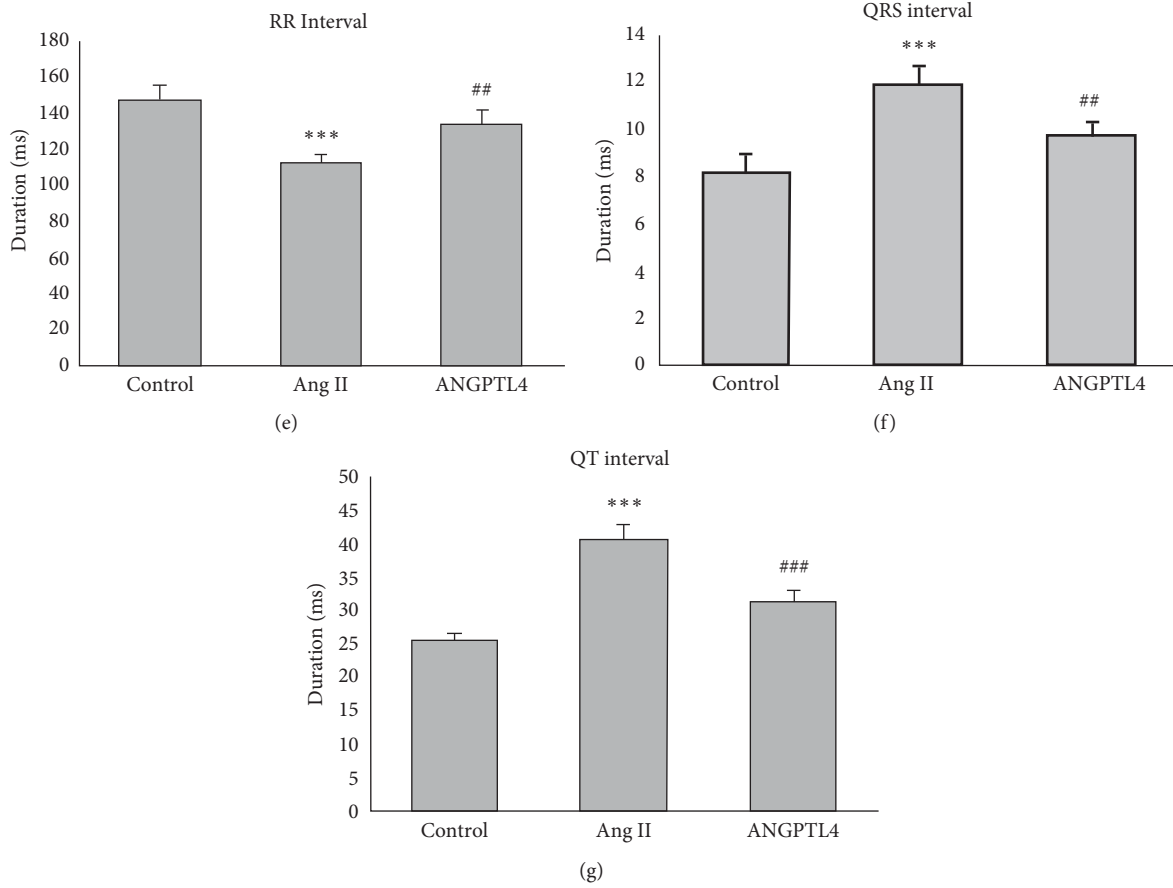 RR Interval
180
160
140
120
100
80
60
40
20
0
Duration (ms)
***
##
Control Ang II ANGPTL4
(e)
QRS interval
14
12
10
8
6
4
2
0
Duration (ms)
***
##
Control Ang II ANGPTL4
(f)
QT interval
50
45
40
35
30
25
20
15
10
5
0
Duration (ms)
***
###
Control Ang II ANGPTL4
(g)